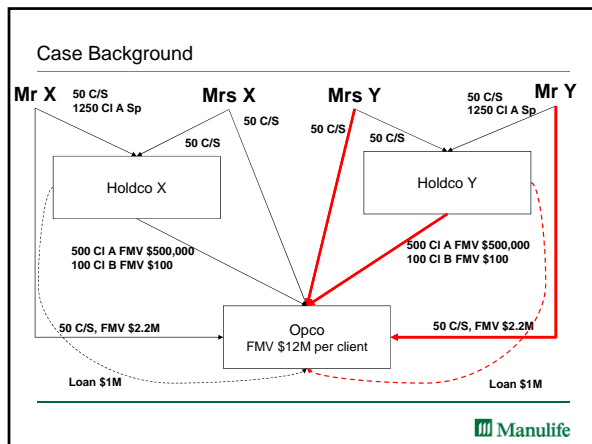 Case Background
Mr X
50 C/S
1250 Cl A Sp
Mrs X
Mrs Y
50 C/S
1250 Cl A Sp
Mr Y
50 C/S
50 C/S
50 C/S
50 C/S
Holdco X
Holdco Y
500 Cl A FMV $500,000
100 Cl B FMV $100
500 Cl A FMV $500,000
100 Cl B FMV $100
50 C/S, FMV $2.2M
Opco
FMV $12M per client
50 C/S, FMV $2.2M
Loan $1M
Loan $1M
Manulife